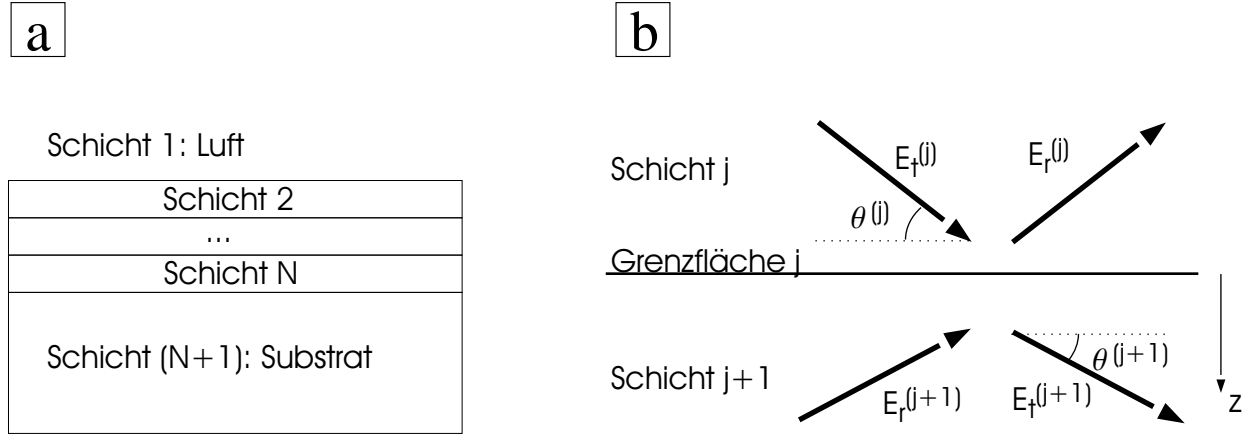 a
Schicht 1: Luft
Schicht 2
...
Schicht N
Schicht (N+1): Substrat
b
Schicht j
E_t^(j)
E_r^(j)
θ^(j)
Grenzfläche j
Schicht j+1
E_r^(j+1)
E_t^(j+1)
θ^(j+1)
z